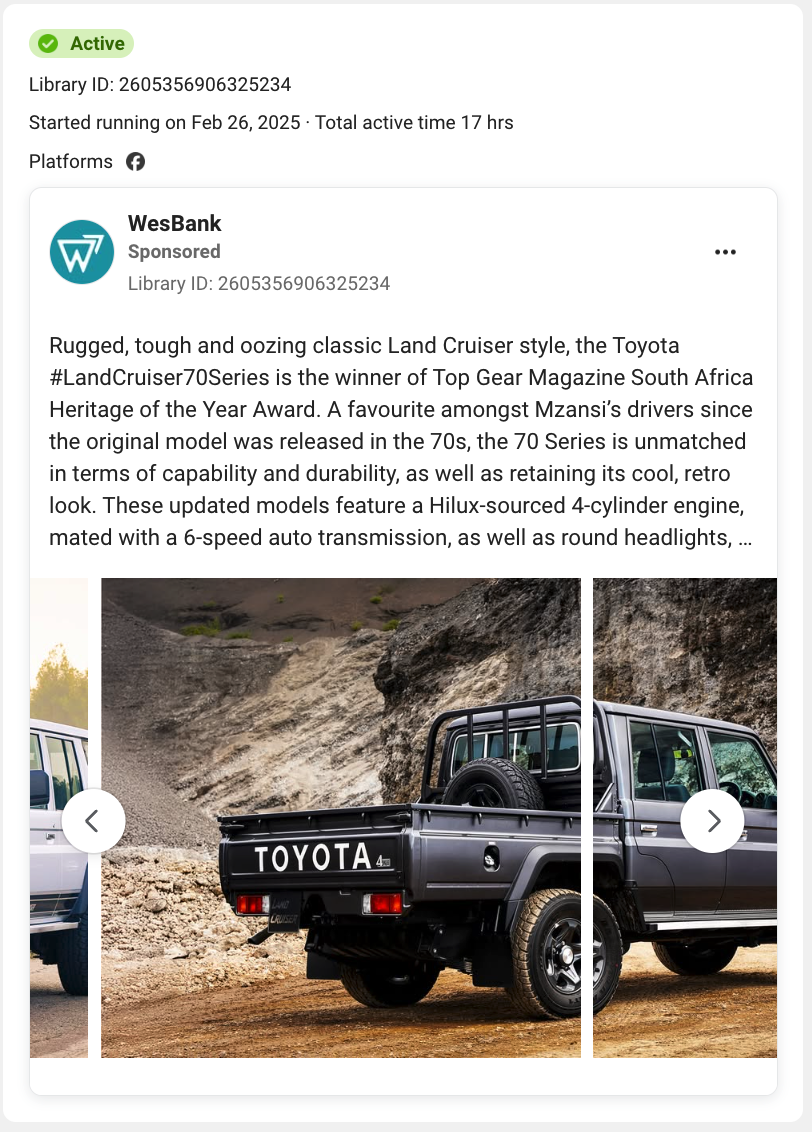 Active
Library ID: 2605356906325234
Started running on Feb 26, 2025 · Total active time 17 hrs
Platforms
WesBank
Sponsored
Library ID: 2605356906325234
Rugged, tough and oozing classic Land Cruiser style, the Toyota
#LandCruiser70Series is the winner of Top Gear Magazine South Africa
Heritage of the Year Award. A favourite amongst Mzansi’s drivers since
the original model was released in the 70s, the 70 Series is unmatched
in terms of capability and durability, as well as retaining its cool, retro
look. These updated models feature a Hilux-sourced 4-cylinder engine,
mated with a 6-speed auto transmission, as well as round headlights, ...
TOYOTA 4WD
LAND
CRUISER